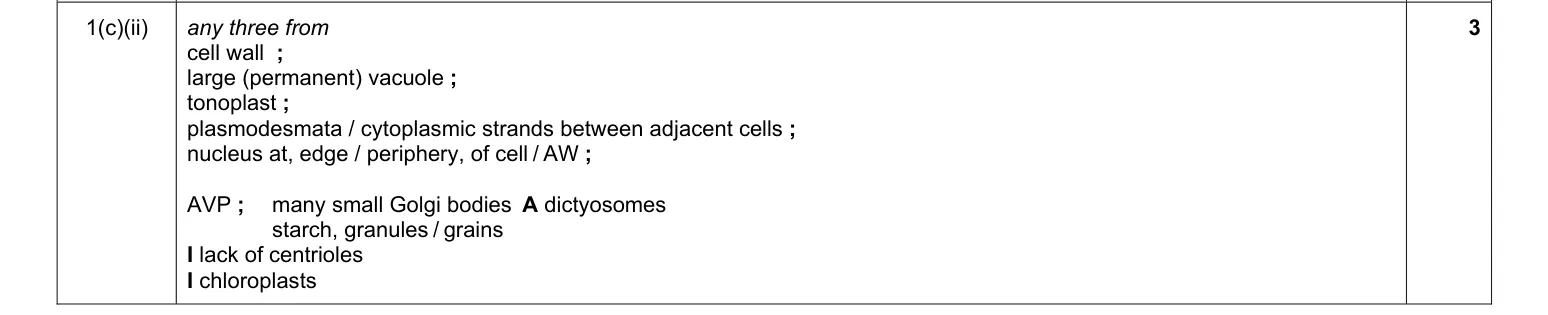 1(c)(ii) any three from 3
cell wall ;
large (permanent) vacuole ;
tonoplast ;
plasmodesmata / cytoplasmic strands between adjacent cells ;
nucleus at, edge / periphery, of cell / AW ;
AVP ; many small Golgi bodies A dictyosomes
starch, granules / grains
I lack of centrioles
I chloroplasts